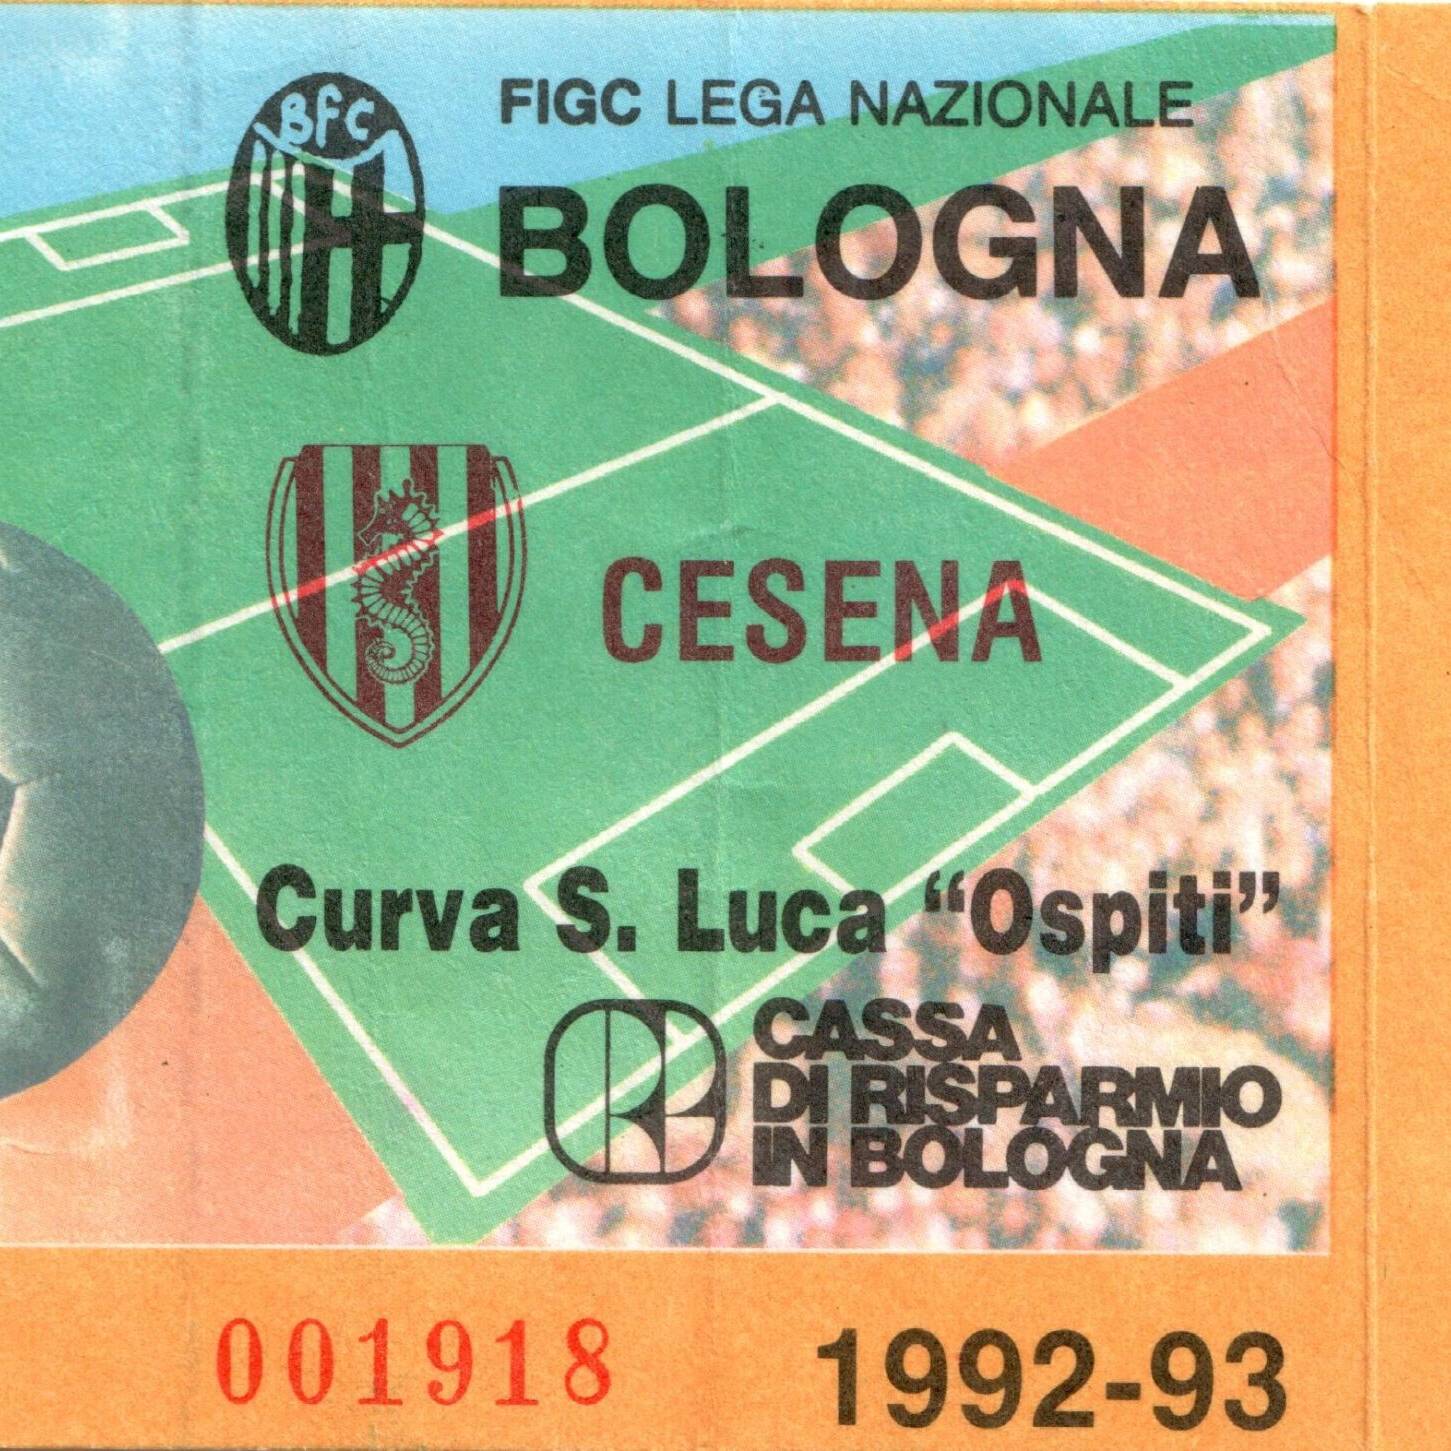 BFC
FIGC LEGA NAZIONALE
BOLOGNA
CESENA
Curva S. Luca “Ospiti”
CASSA
DI RISPARMIO
IN BOLOGNA
001918
1992-93